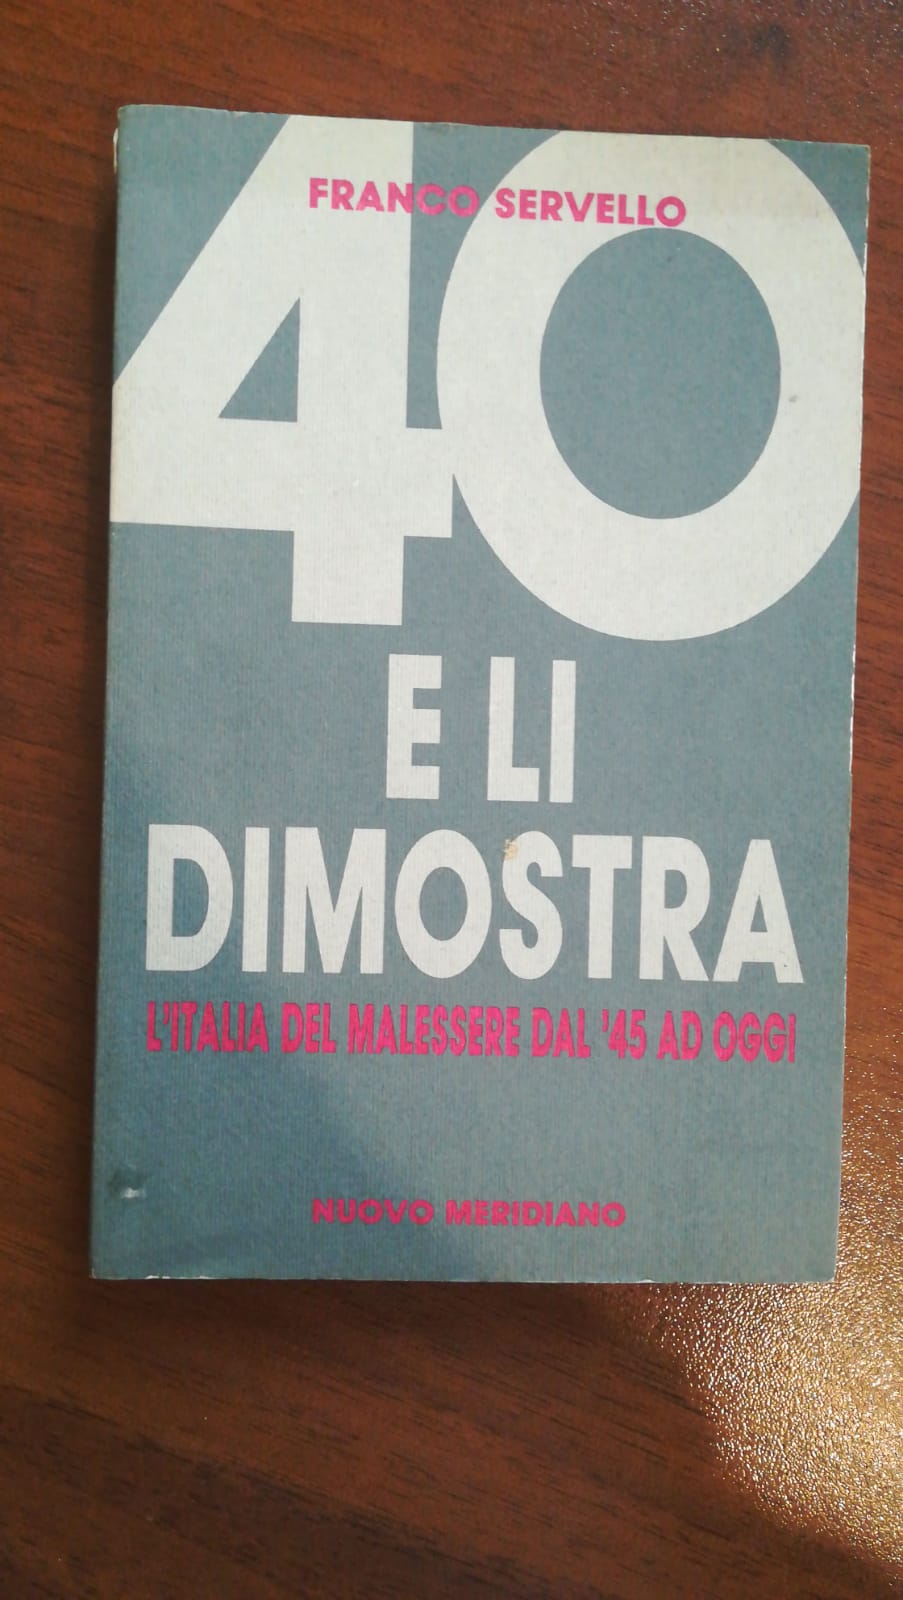 FRANCO SERVELLO
40
E LI
DIMOSTRA
L'ITALIA DEL MALESSERE DAL '45 AD OGGI
NUOVO MERIDIANO